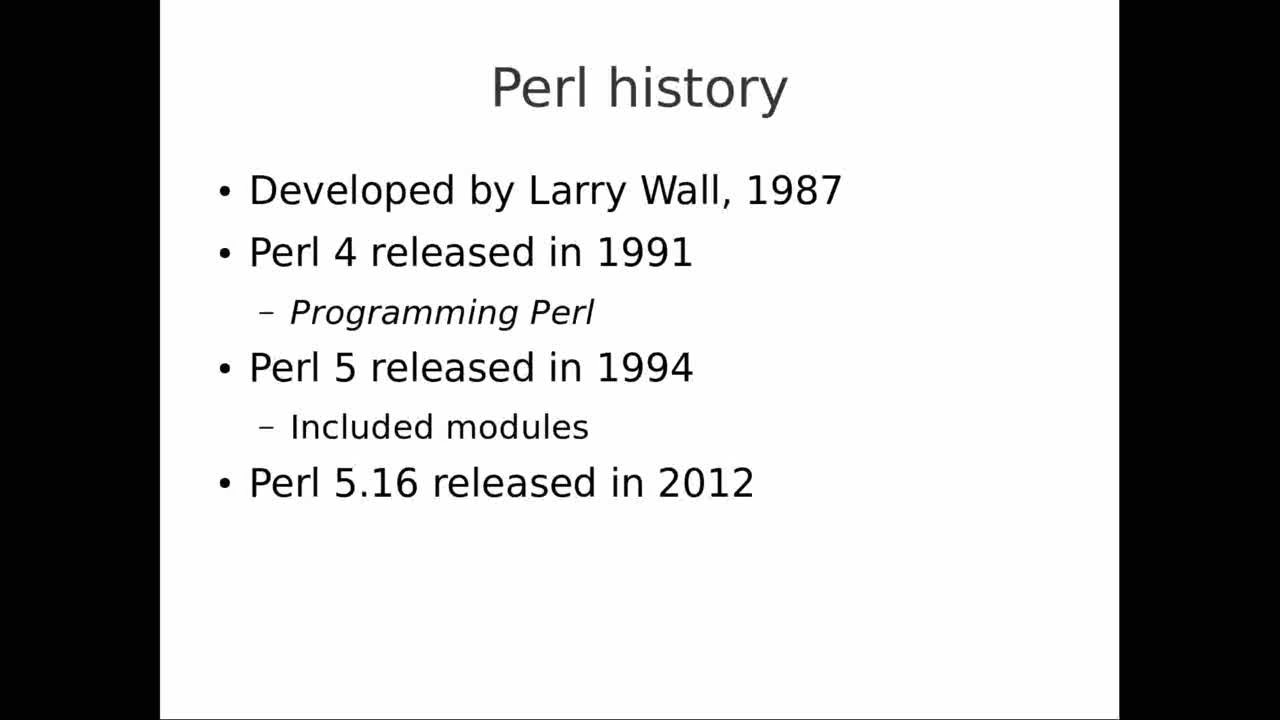 Perl history
• Developed by Larry Wall, 1987
• Perl 4 released in 1991
– Programming Perl
• Perl 5 released in 1994
– Included modules
• Perl 5.16 released in 2012